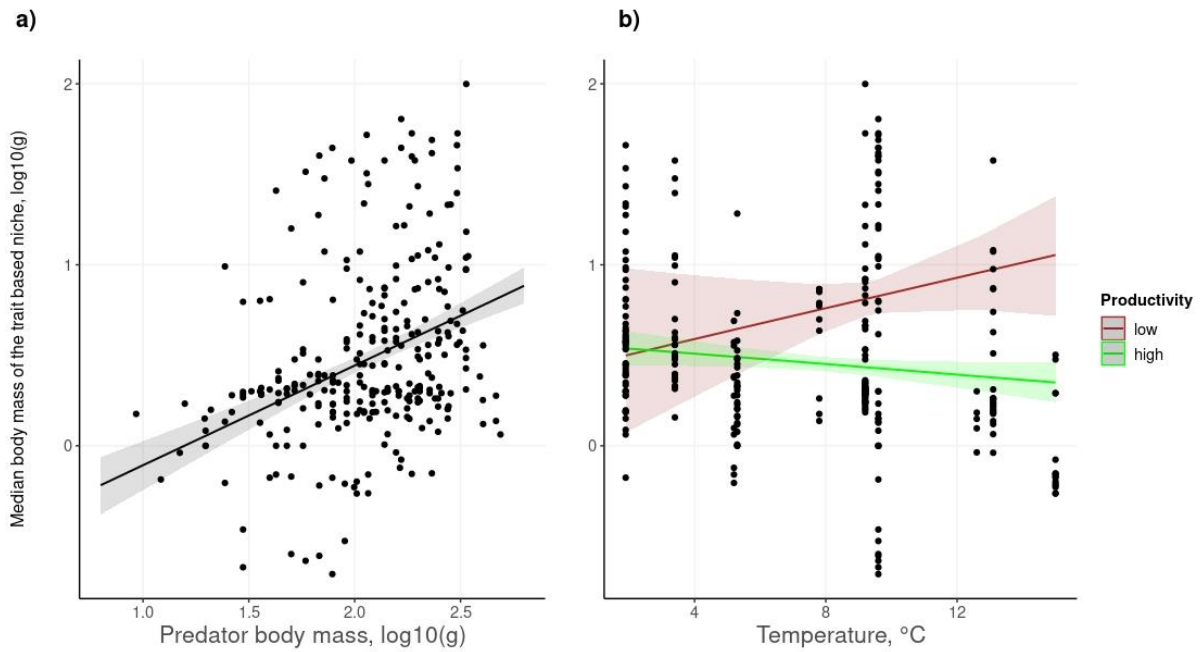 a)
b)
Median body mass of the trait based niche, log10(g)
2
1
0
1.0
1.5
2.0
2.5
Predator body mass, log10(g)
2
1
0
4
8
12
Temperature, °C
Productivity
low
high